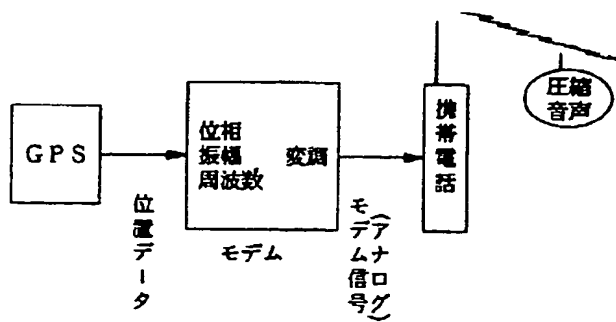 圧縮
音声
携帯電話
GPS
位相
振幅 変調
周波数
位置データ
モデム
モデム信号
(アナログ)